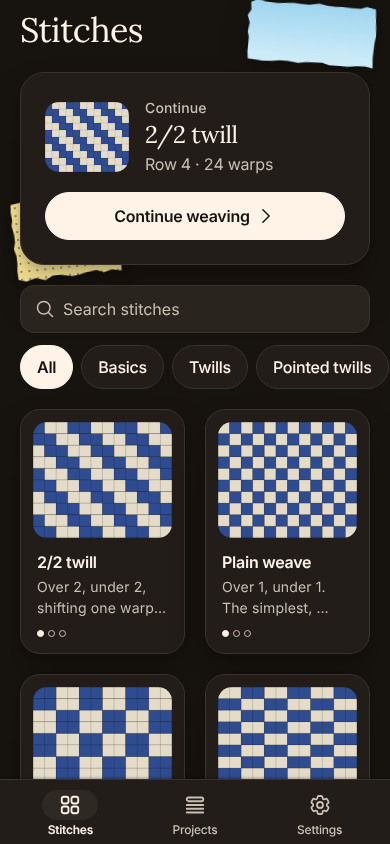 Stitches
Continue
2/2 twill
Row 4 · 24 warps
Continue weaving
Search stitches
All
Basics
Twills
Pointed twills
2/2 twill
Over 2, under 2,
shifting one warp...
Plain weave
Over 1, under 1.
The simplest, ...
Stitches
Projects
Settings